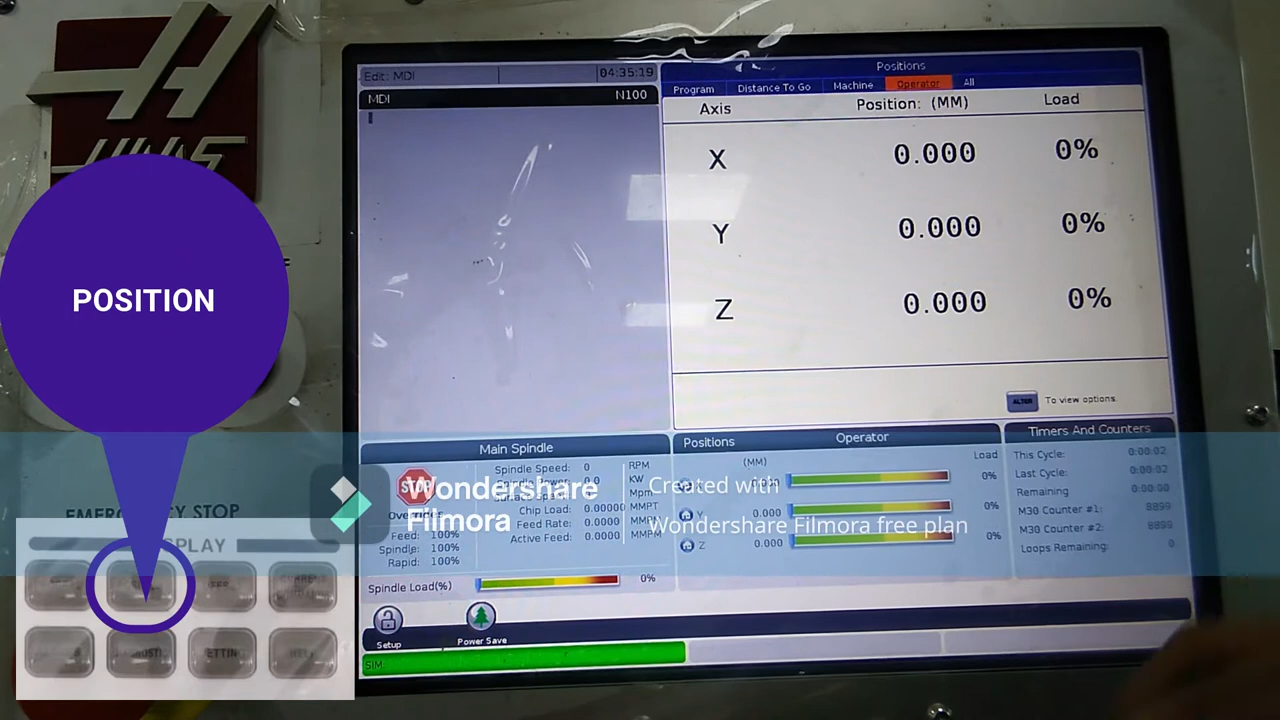 HAAS
POSITION
EMERGENCY STOP
DISPLAY
Edit: MDI
04:35:19
MDI
N100
Positions
Program
Distance To Go
Machine
Operator
All
Axis
Position: (MM)
Load
X
0.000
0%
Y
0.000
0%
Z
0.000
0%
ALTER
To view options.
Main Spindle
STOP
Spindle Speed: 0 RPM
KW
Chip Load: 0.00000 MMPT
Feed Rate: 0.0000
Active Feed: 0.0000 MMPM
Overrides
Feed: 100%
Spindle: 100%
Rapid: 100%
Spindle Load(%)
0%
Positions
Operator
(MM)
Load
0%
Y 0.000
0%
Z 0.000
0%
Timers And Counters
This Cycle: 0:00:02
Last Cycle: 0:00:02
Remaining 0:00:00
M30 Counter #1: 8899
M30 Counter #2: 8899
Loops Remaining: 0
Wondershare
Filmora
Created with
Wondershare Filmora free plan
Setup
Power Save
SIM